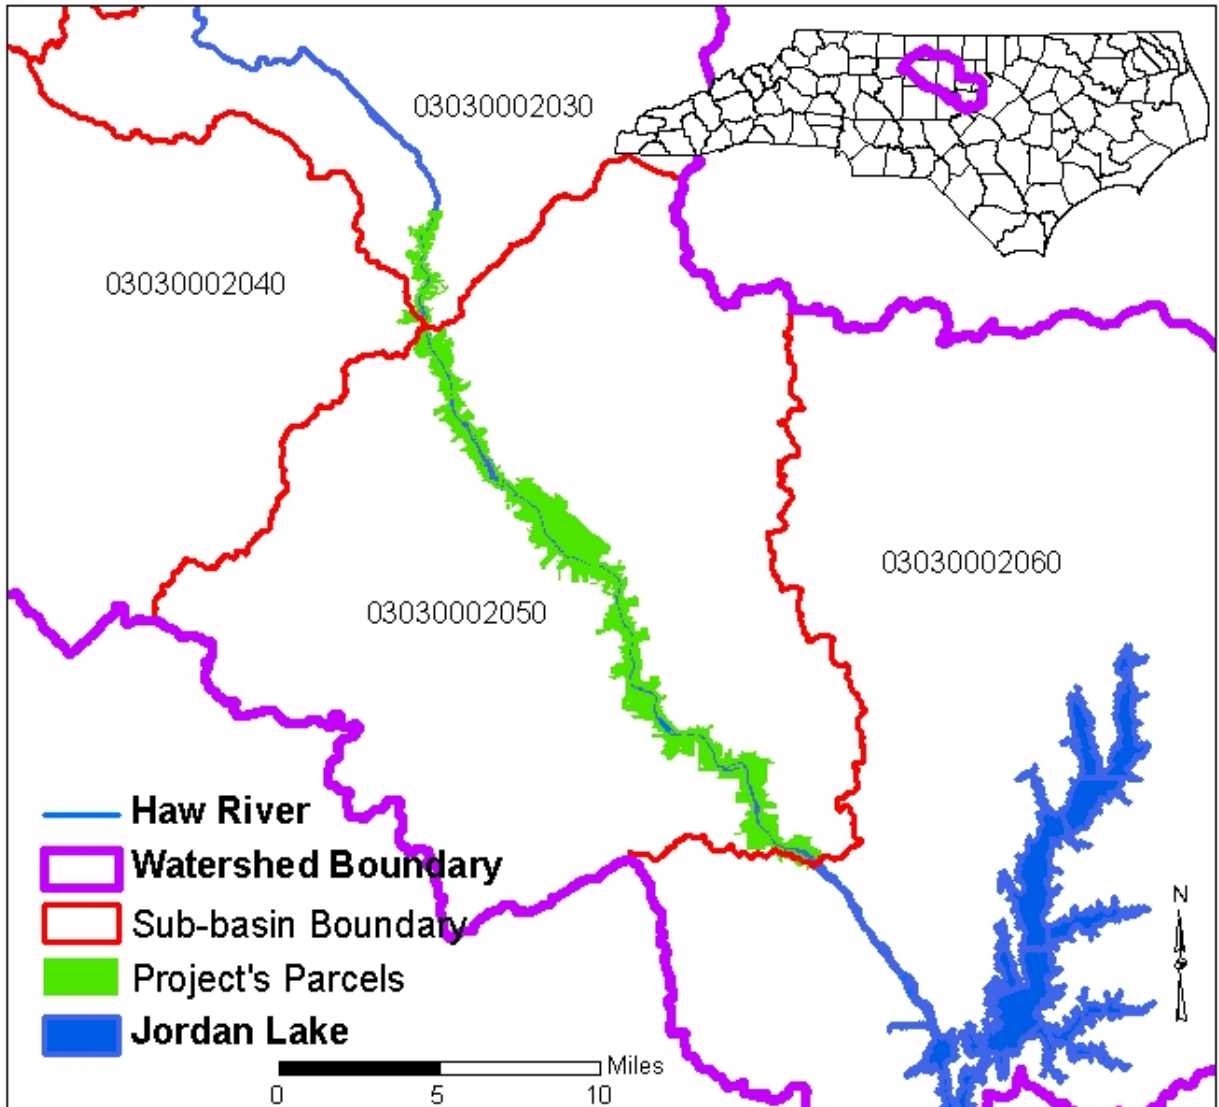 03030002030
03030002040
03030002060
03030002050
Haw River
Watershed Boundary
Sub-basin Boundary
Project's Parcels
Jordan Lake
N
Miles
0 5 10